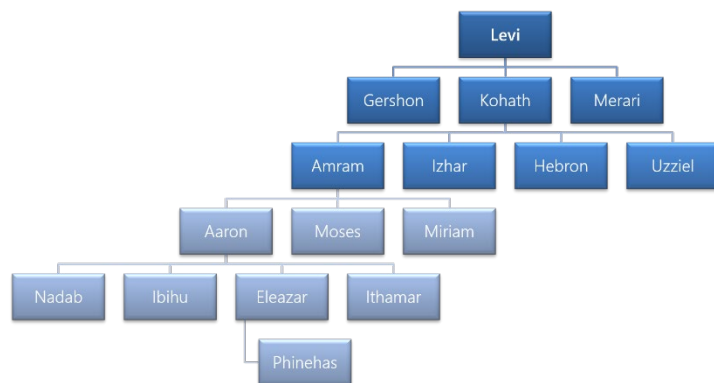 Levi
Gershon
Kohath
Merari
Amram
Izhar
Hebron
Uzziel
Aaron
Moses
Miriam
Nadab
Ibihu
Eleazar
Ithamar
Phinehas